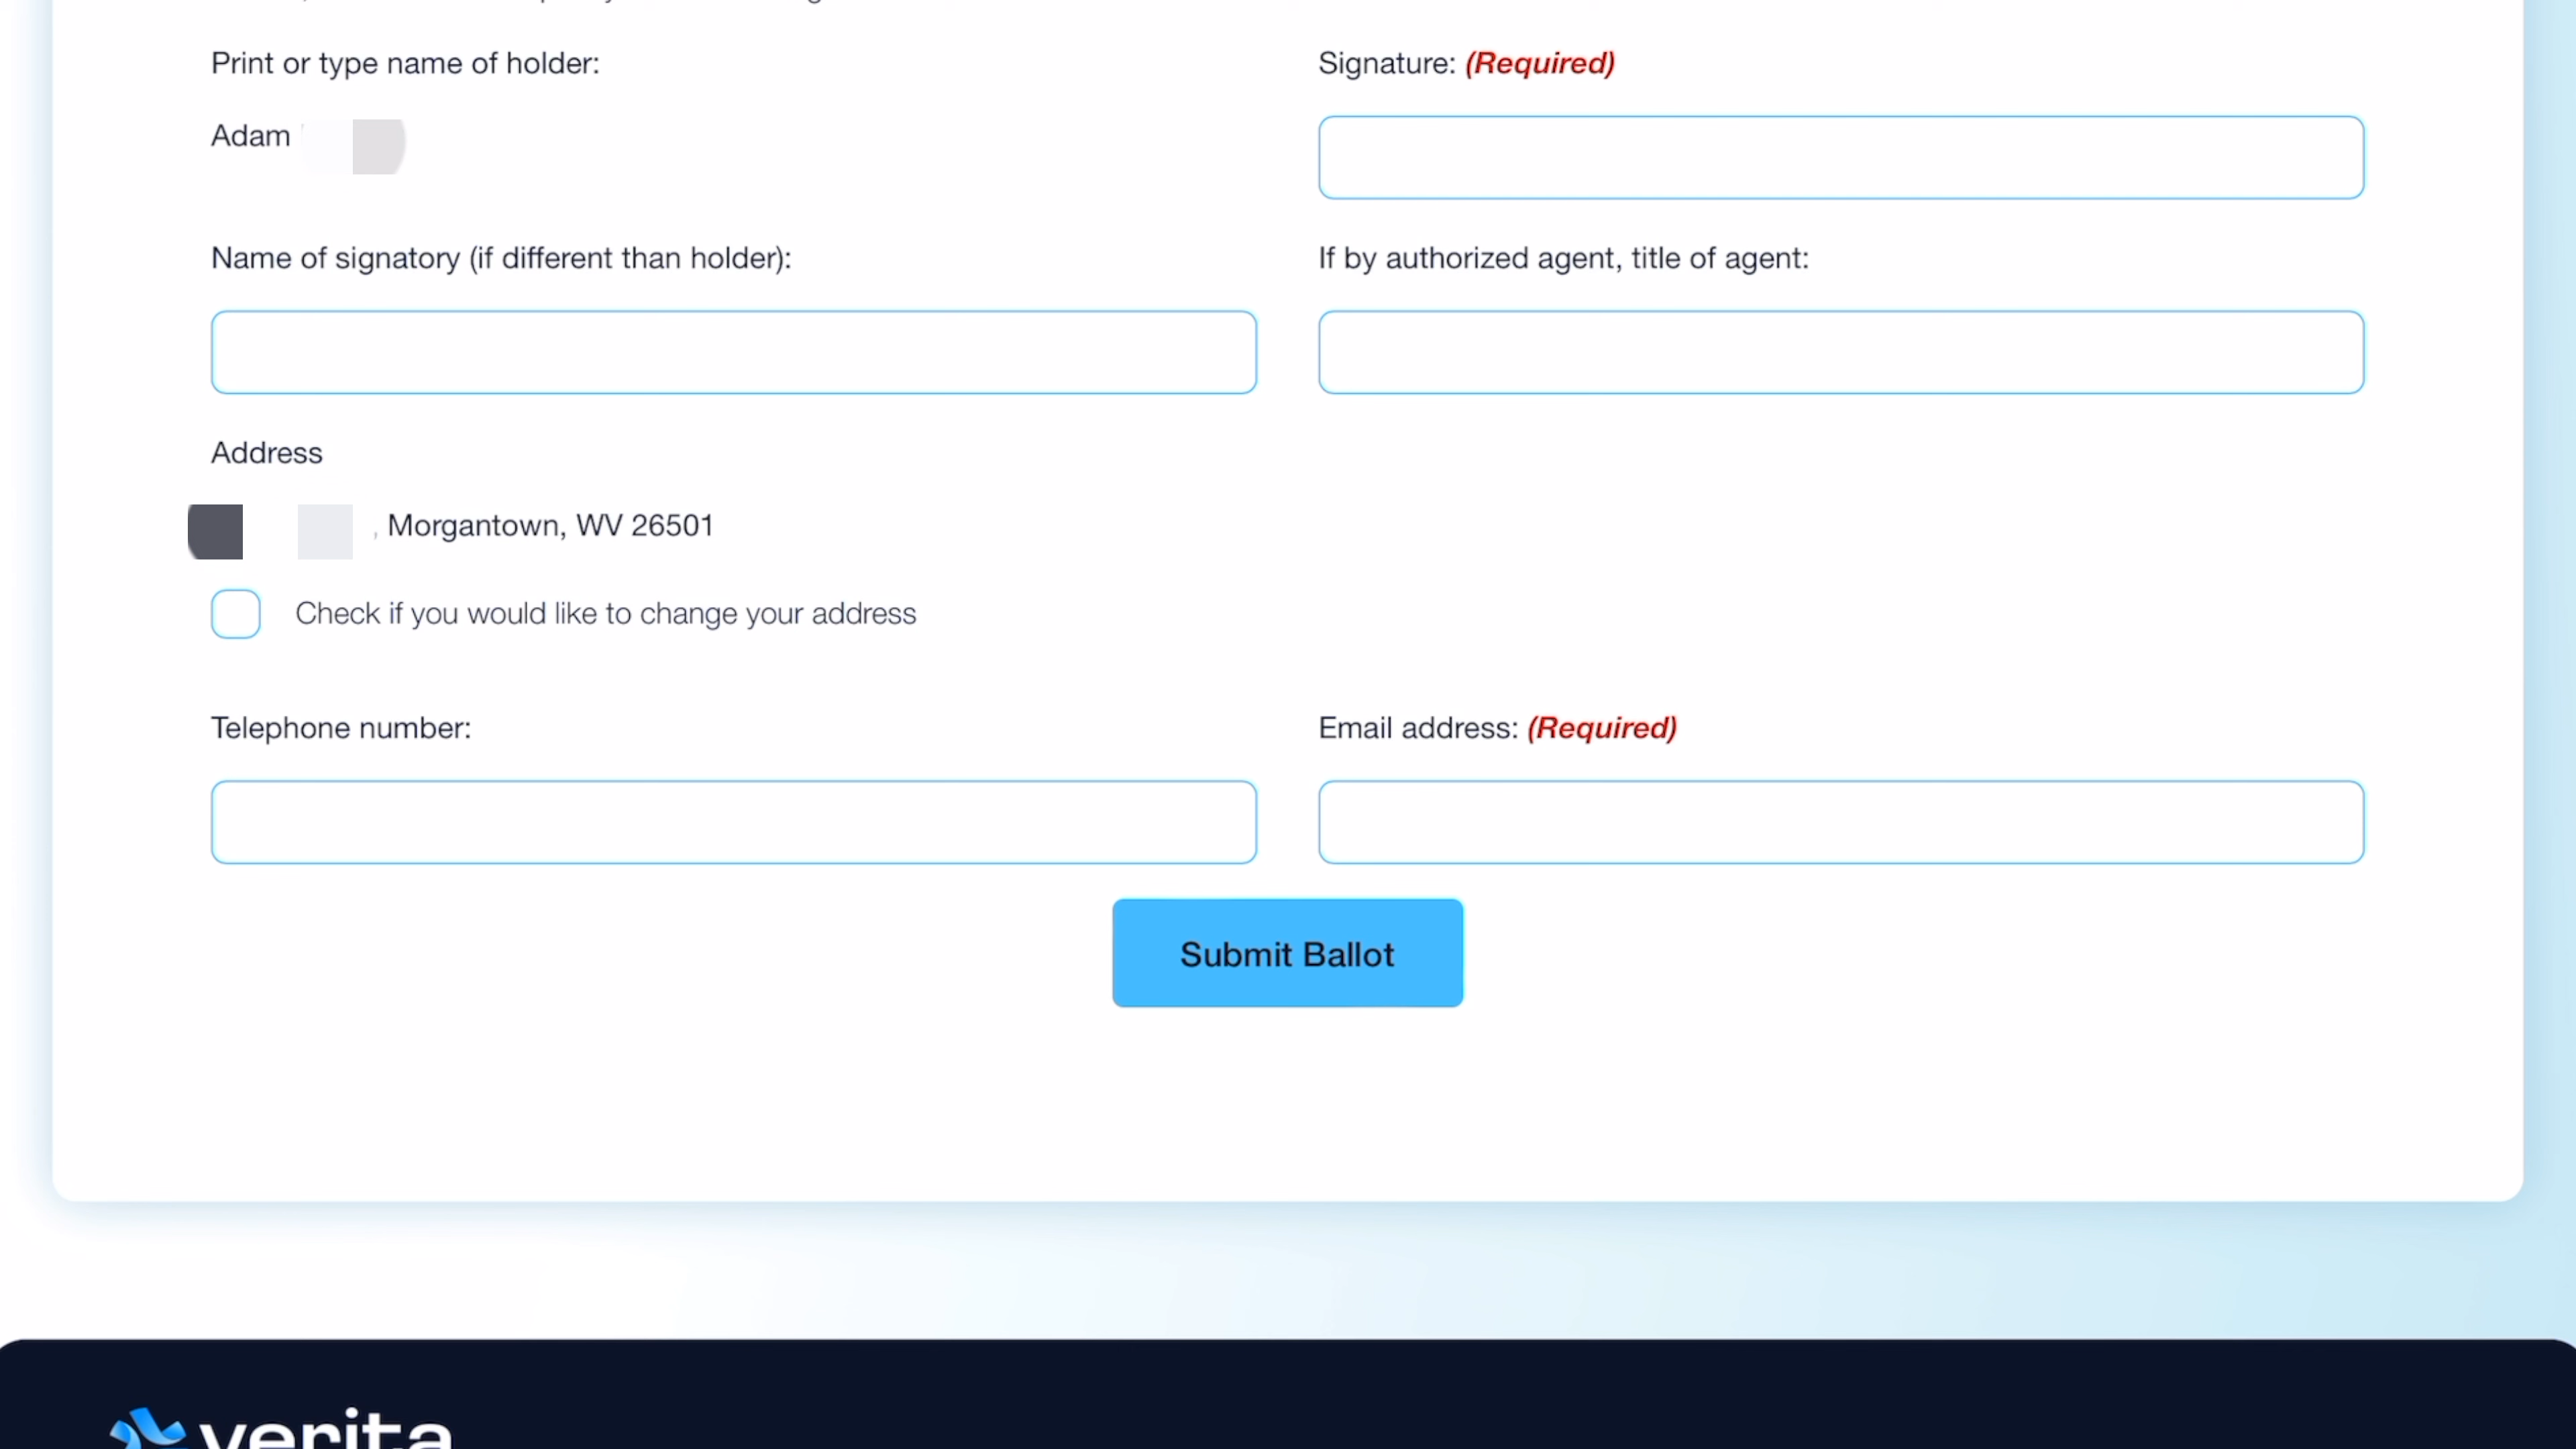 Print or type name of holder:
Signature: (Required)
Adam
Name of signatory (if different than holder):
If by authorized agent, title of agent:
Address
, Morgantown, WV 26501
Check if you would like to change your address
Telephone number:
Email address: (Required)
Submit Ballot
verita